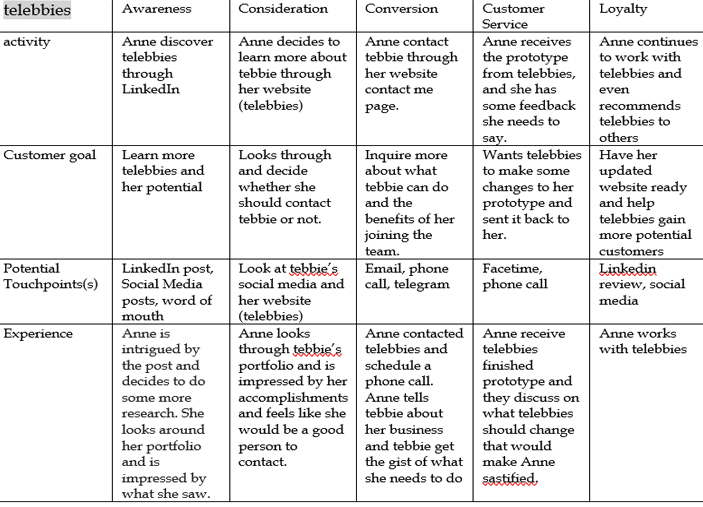 telebbies
Awareness
Consideration
Conversion
Customer
Service
Loyalty
activity
Anne discover
telebbies
through
LinkedIn
Anne decides to
learn more about
tebbie through
her website
(telebbies)
Anne contact
tebbie through
her website
contact me
page.
Anne receives
the prototype
from telebbies,
and she has
some feedback
she needs to
say.
Anne continues
to work with
telebbies and
even
recommends
telebbies to
others
Customer goal
Learn more
telebbies and
her potential
Looks through
and decide
whether she
should contact
tebbie or not.
Inquire more
about what
tebbie can do
and the
benefits of her
joining the
team.
Wants telebbies
to make some
changes to her
prototype and
sent it back to
her.
Have her
updated
website ready
and help
telebbies gain
more potential
customers
Potential
Touchpoints(s)
LinkedIn post,
Social Media
posts, word of
mouth
Look at tebbie's
social media and
her website
(telebbies)
Email, phone
call, telegram
Facetime,
phone call
Linkedin
review, social
media
Experience
Anne is
intrigued by
the post and
decides to do
some more
research. She
looks around
her portfolio
and is
impressed by
what she saw.
Anne looks
through tebbie's
portfolio and is
impressed by her
accomplishments
and feels like she
would be a good
person to
contact.
Anne contacted
telebbies and
schedule a
phone call.
Anne tells
tebbie about
her business
and tebbie get
the gist of what
she needs to do
Anne receive
telebbies
finished
prototype and
they discuss on
what telebbies
should change
that would
make Anne
sastified.
Anne works
with telebbies